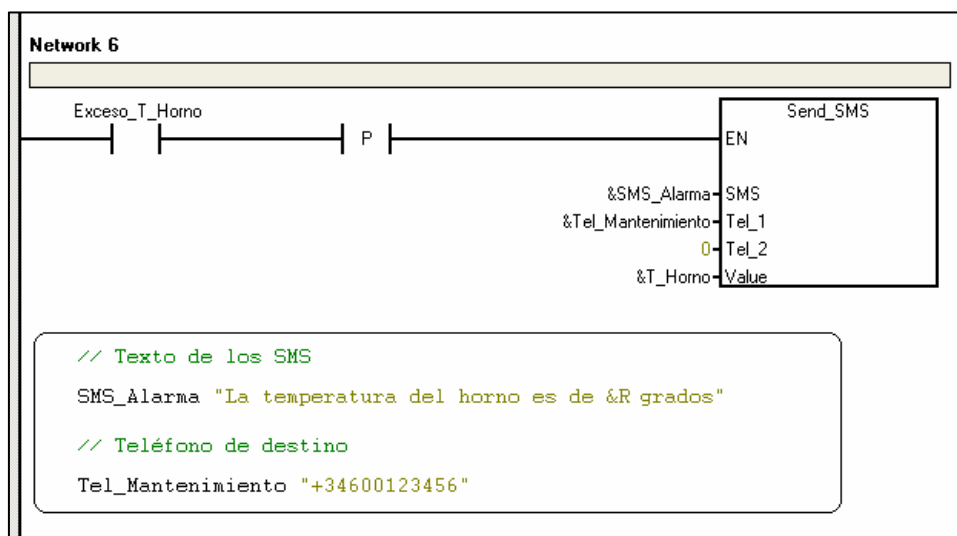 Network 6
Exceso_T_Horno
P
Send_SMS
EN
&SMS_Alarma SMS
&Tel_Mantenimiento Tel_1
0 Tel_2
&T_Horno Value
// Texto de los SMS
SMS_Alarma "La temperatura del horno es de &R grados"
// Teléfono de destino
Tel_Mantenimiento "+34600123456"